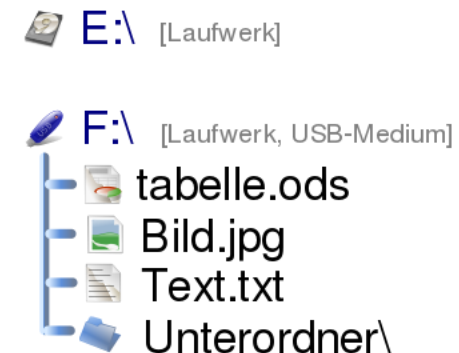 E:\ [Laufwerk]
F:\ [Laufwerk, USB-Medium]
tabelle.ods
Bild.jpg
Text.txt
Unterordner\